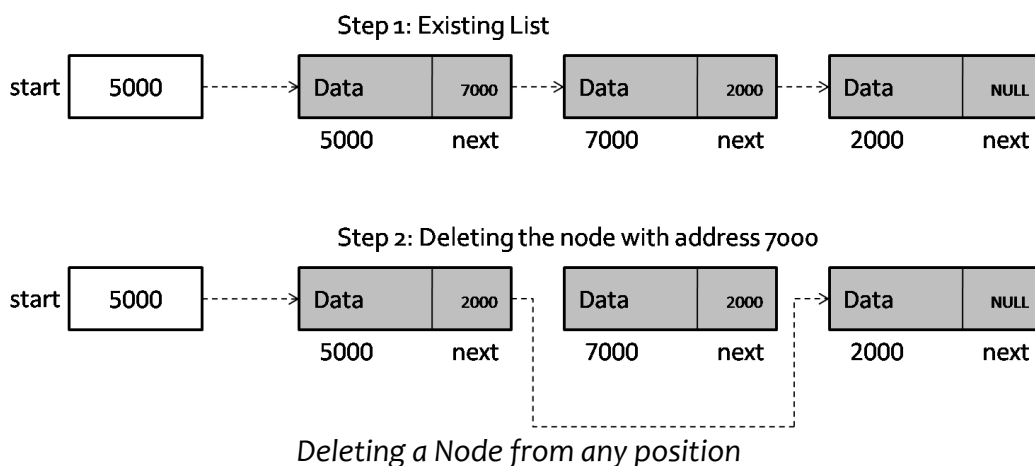 Step 1: Existing List
start 5000 Data 7000 Data 2000 Data NULL
5000 next 7000 next 2000 next
Step 2: Deleting the node with address 7000
start 5000 Data 2000 Data 2000 Data NULL
5000 next 7000 next 2000 next
Deleting a Node from any position